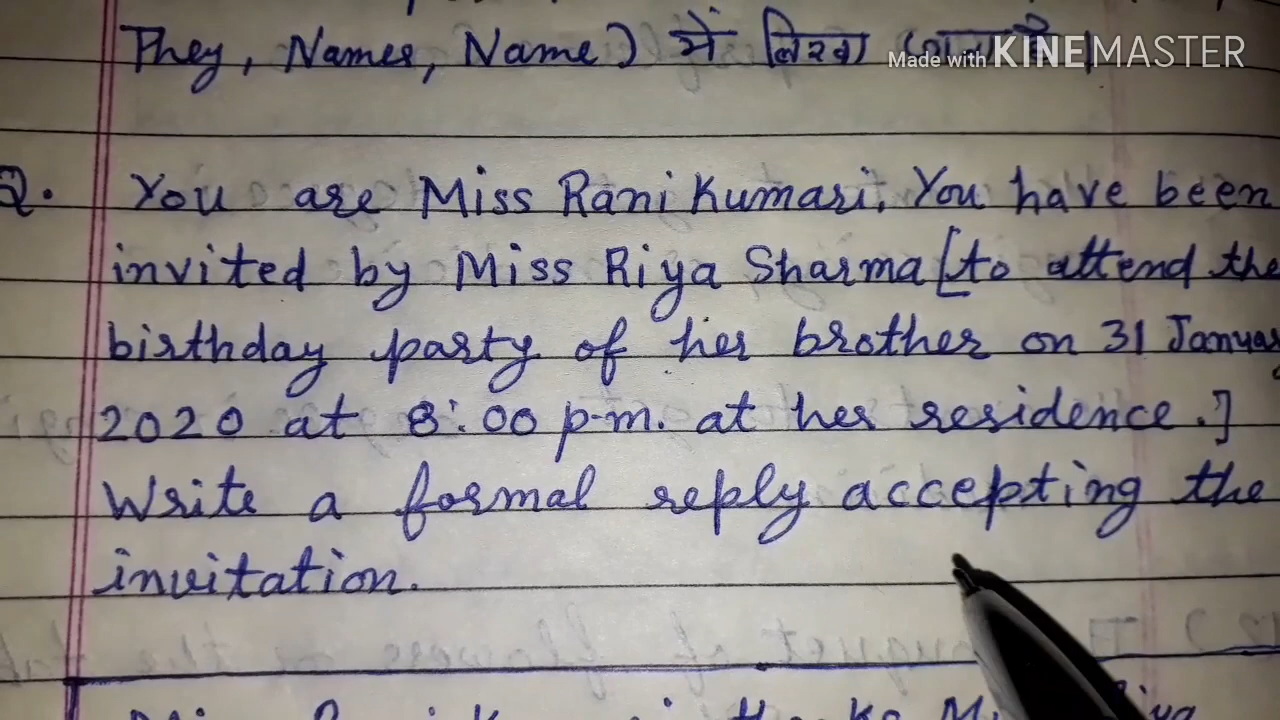 They, Names, Name) में लिखा जाता है।
Made with KINEMASTER
Q. You are Miss Rani Kumari. You have been
invited by Miss Riya Sharma [to attend the
birthday party of her brother on 31 Januar
2020 at 8:00 p.m. at her residence.]
Write a formal reply accepting the
invitation.